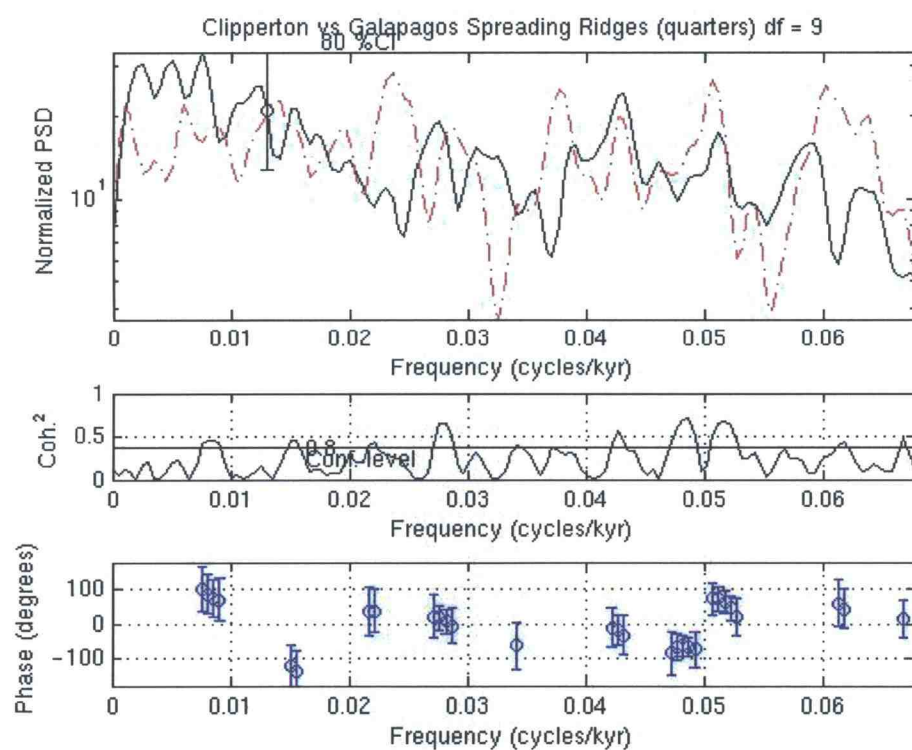 Clipperton vs Galapagos Spreading Ridges (quarters) df = 9
80 %CI
Normalized PSD
10¹
0 0.01 0.02 0.03 0.04 0.05 0.06
Frequency (cycles/kyr)
Coh.²
1
0.5
0
0.8
Conf. level
0 0.01 0.02 0.03 0.04 0.05 0.06
Frequency (cycles/kyr)
Phase (degrees)
100
0
−100
0 0.01 0.02 0.03 0.04 0.05 0.06
Frequency (cycles/kyr)